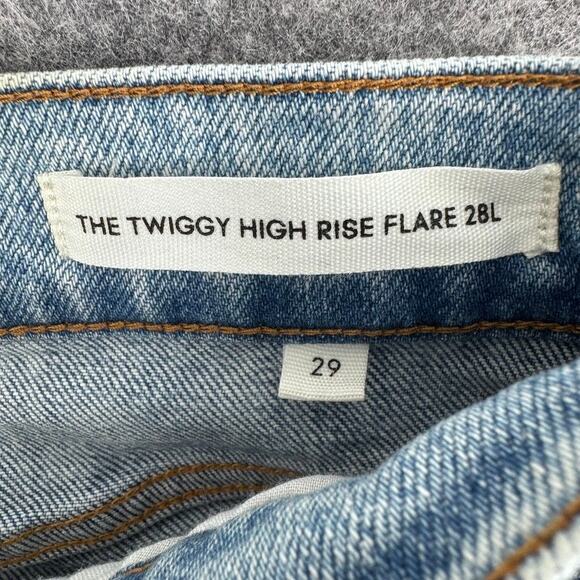 THE TWIGGY HIGH RISE FLARE 28L
29